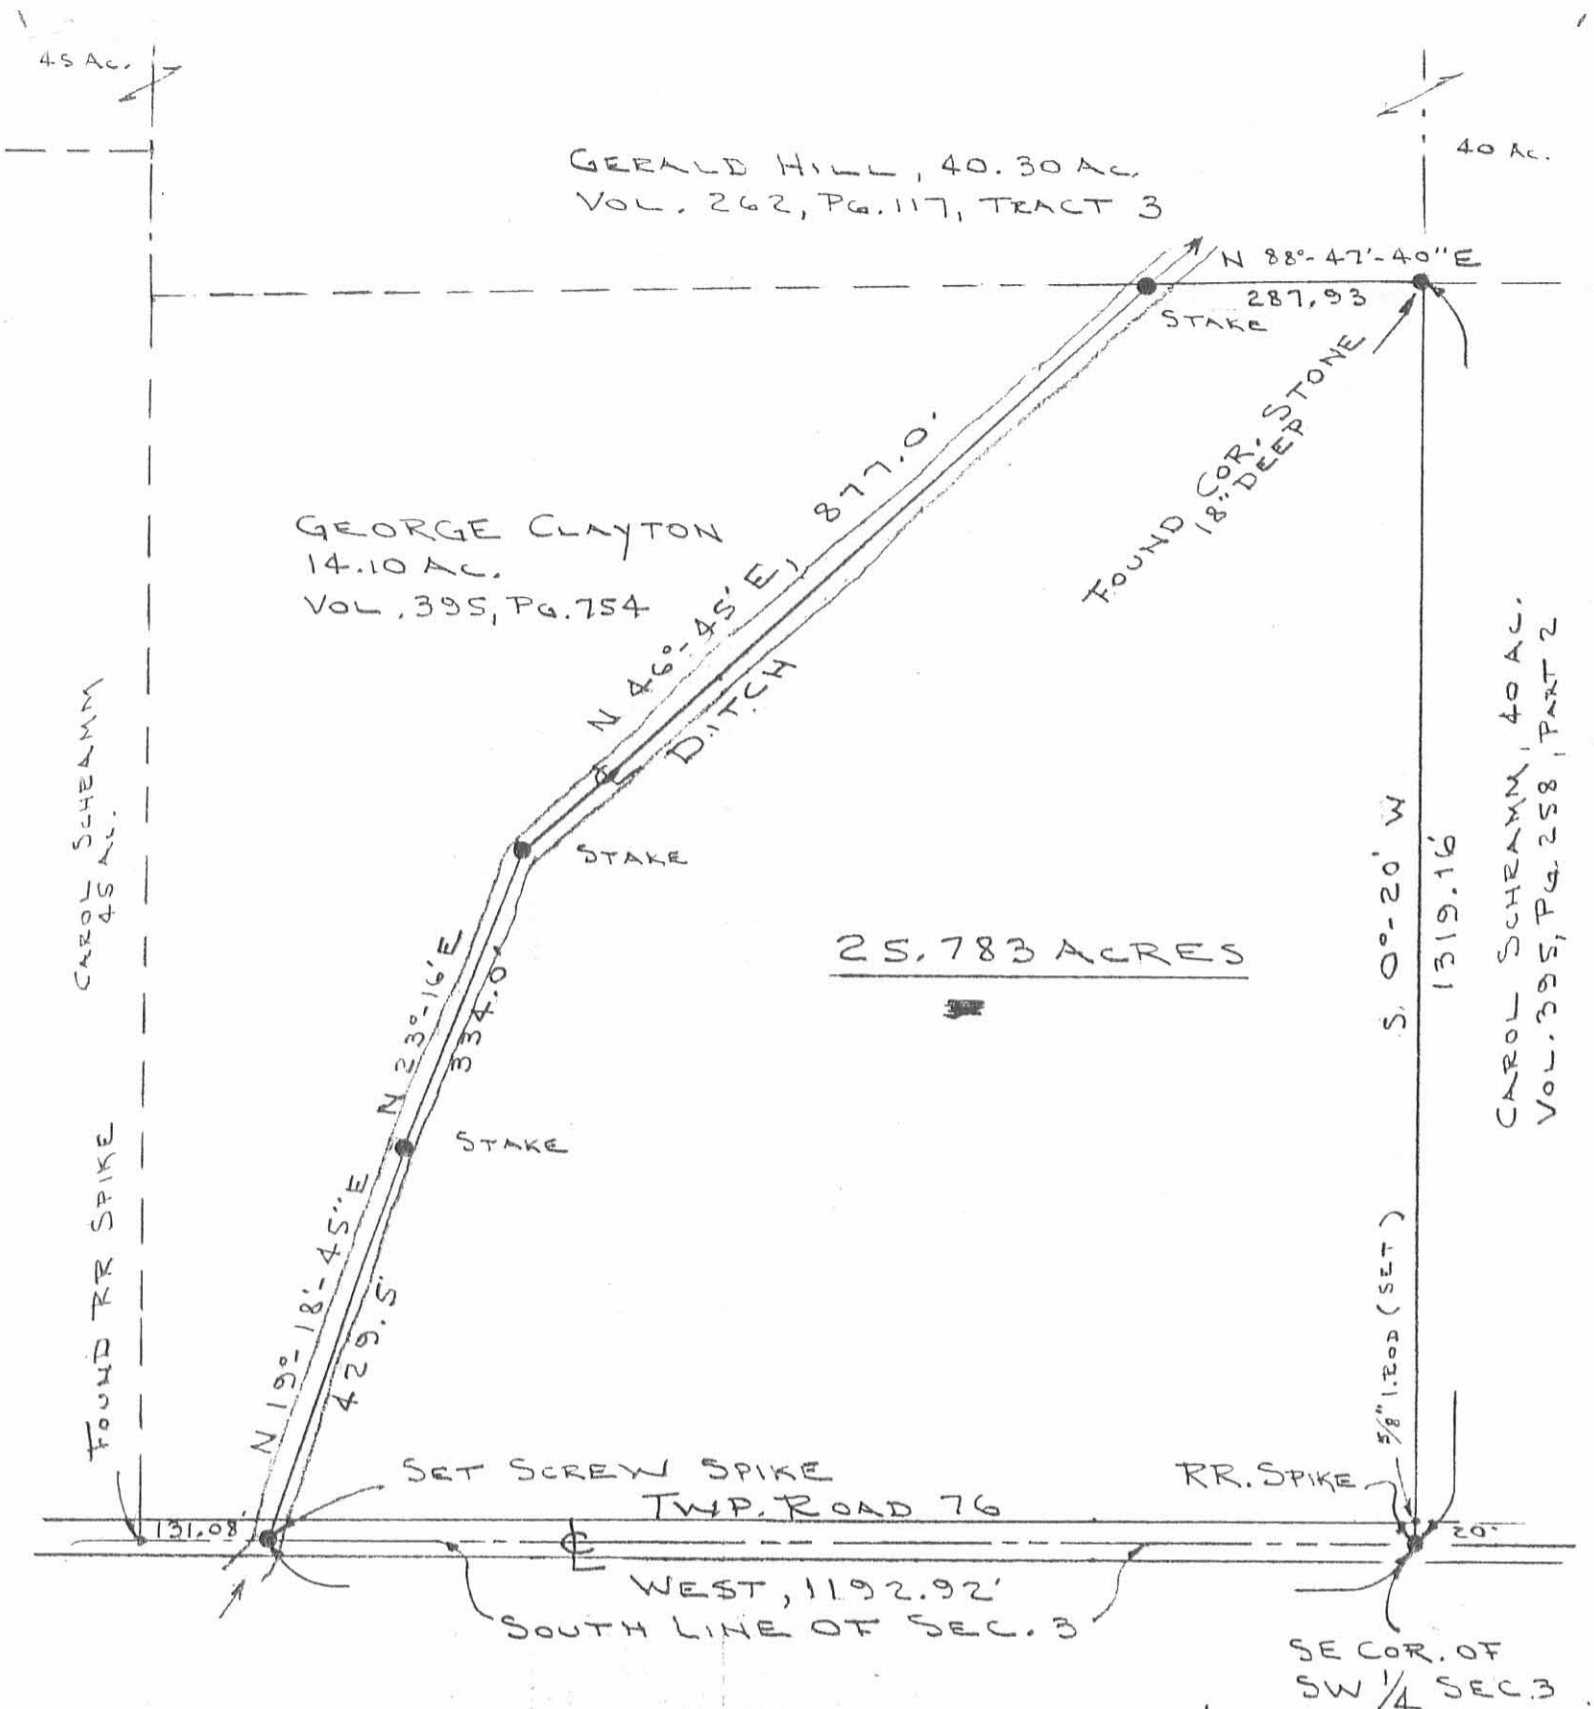 45 Ac.
40 Ac.
GERALD HILL, 40.30 Ac.
VOL. 262, PG. 117, TRACT 3
N 88°-47'-40" E
287.93
STAKE
FOUND COR. STONE
18" DEEP
N 46°-45' E, 877.0'
DITCH
GEORGE CLAYTON
14.10 AC.
VOL. 395, PG. 754
CAROL SCHRAMM
45 AC.
STAKE
25.783 ACRES
S. 0°-20' W
1319.16'
CAROL SCHRAMM, 40 AC.
VOL. 395, PG. 258, PART 2
N 23°-16' E
334.0'
STAKE
N 19°-18'-45" E
429.5'
FOUND RR SPIKE
5/8" I. ROD (SET)
SET SCREW SPIKE
RR. SPIKE
TWP. ROAD 76
131.08'
20'
℄
WEST, 1192.92'
SOUTH LINE OF SEC. 3
SE COR. OF
SW 1/4 SEC. 3